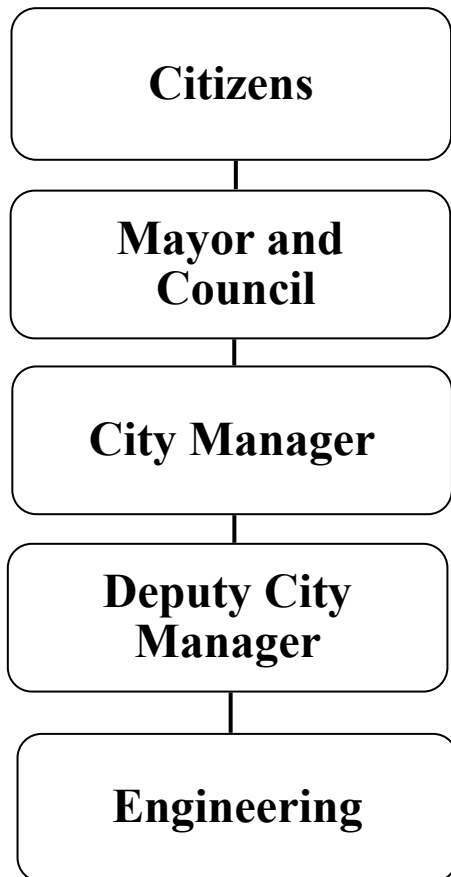 Citizens
Mayor and
Council
City Manager
Deputy City
Manager
Engineering